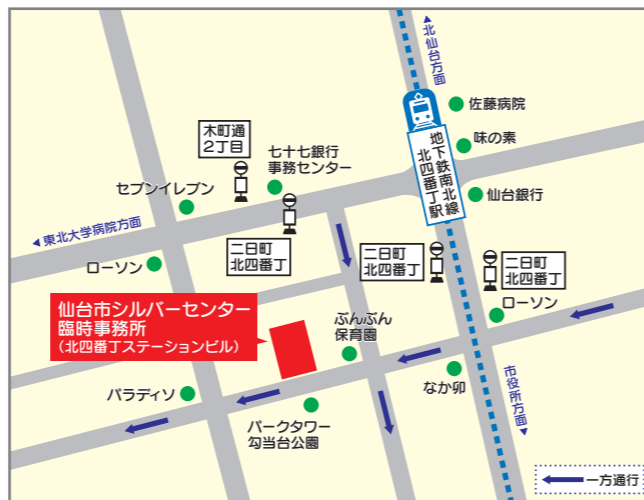 北仙台方面
佐藤病院
味の素
地下鉄南北線
北四番丁駅
仙台銀行
木町通
2丁目
七十七銀行
事務センター
セブンイレブン
東北大学病院方面
二日町
北四番丁
二日町
北四番丁
二日町
北四番丁
ローソン
ローソン
仙台市シルバーセンター
臨時事務所
(北四番丁ステーションビル)
ぶんぶん
保育園
なか卯
市役所方面
パラディソ
パークタワー
勾当台公園
一方通行